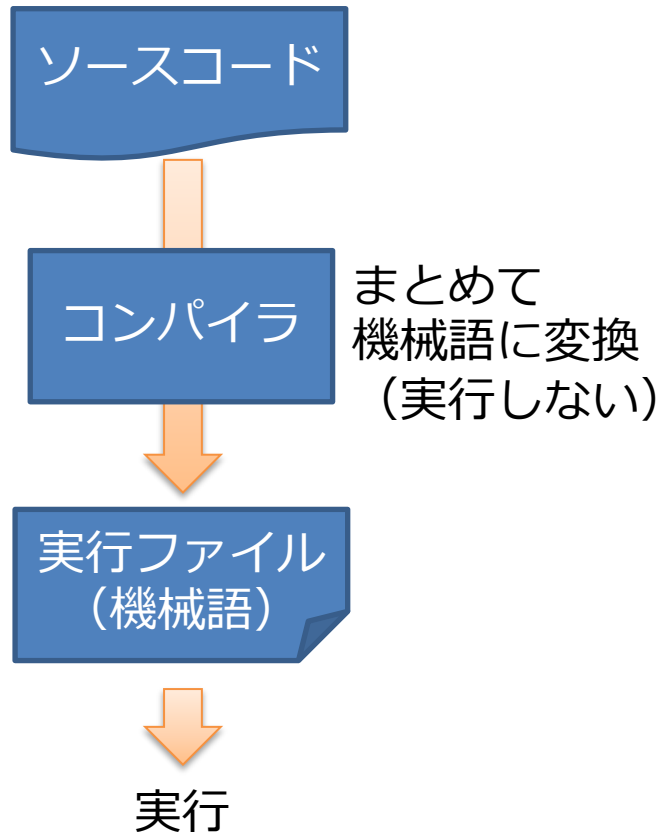 ソースコード
コンパイラ
まとめて
機械語に変換
（実行しない）
実行ファイル
（機械語）
実行